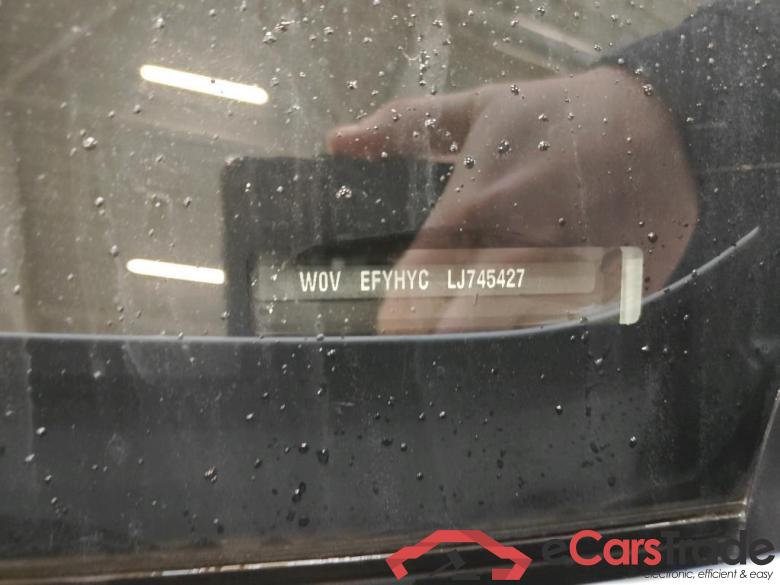 W0V EFYHYC LJ745427
eCarsTrade
electronic, efficient & easy